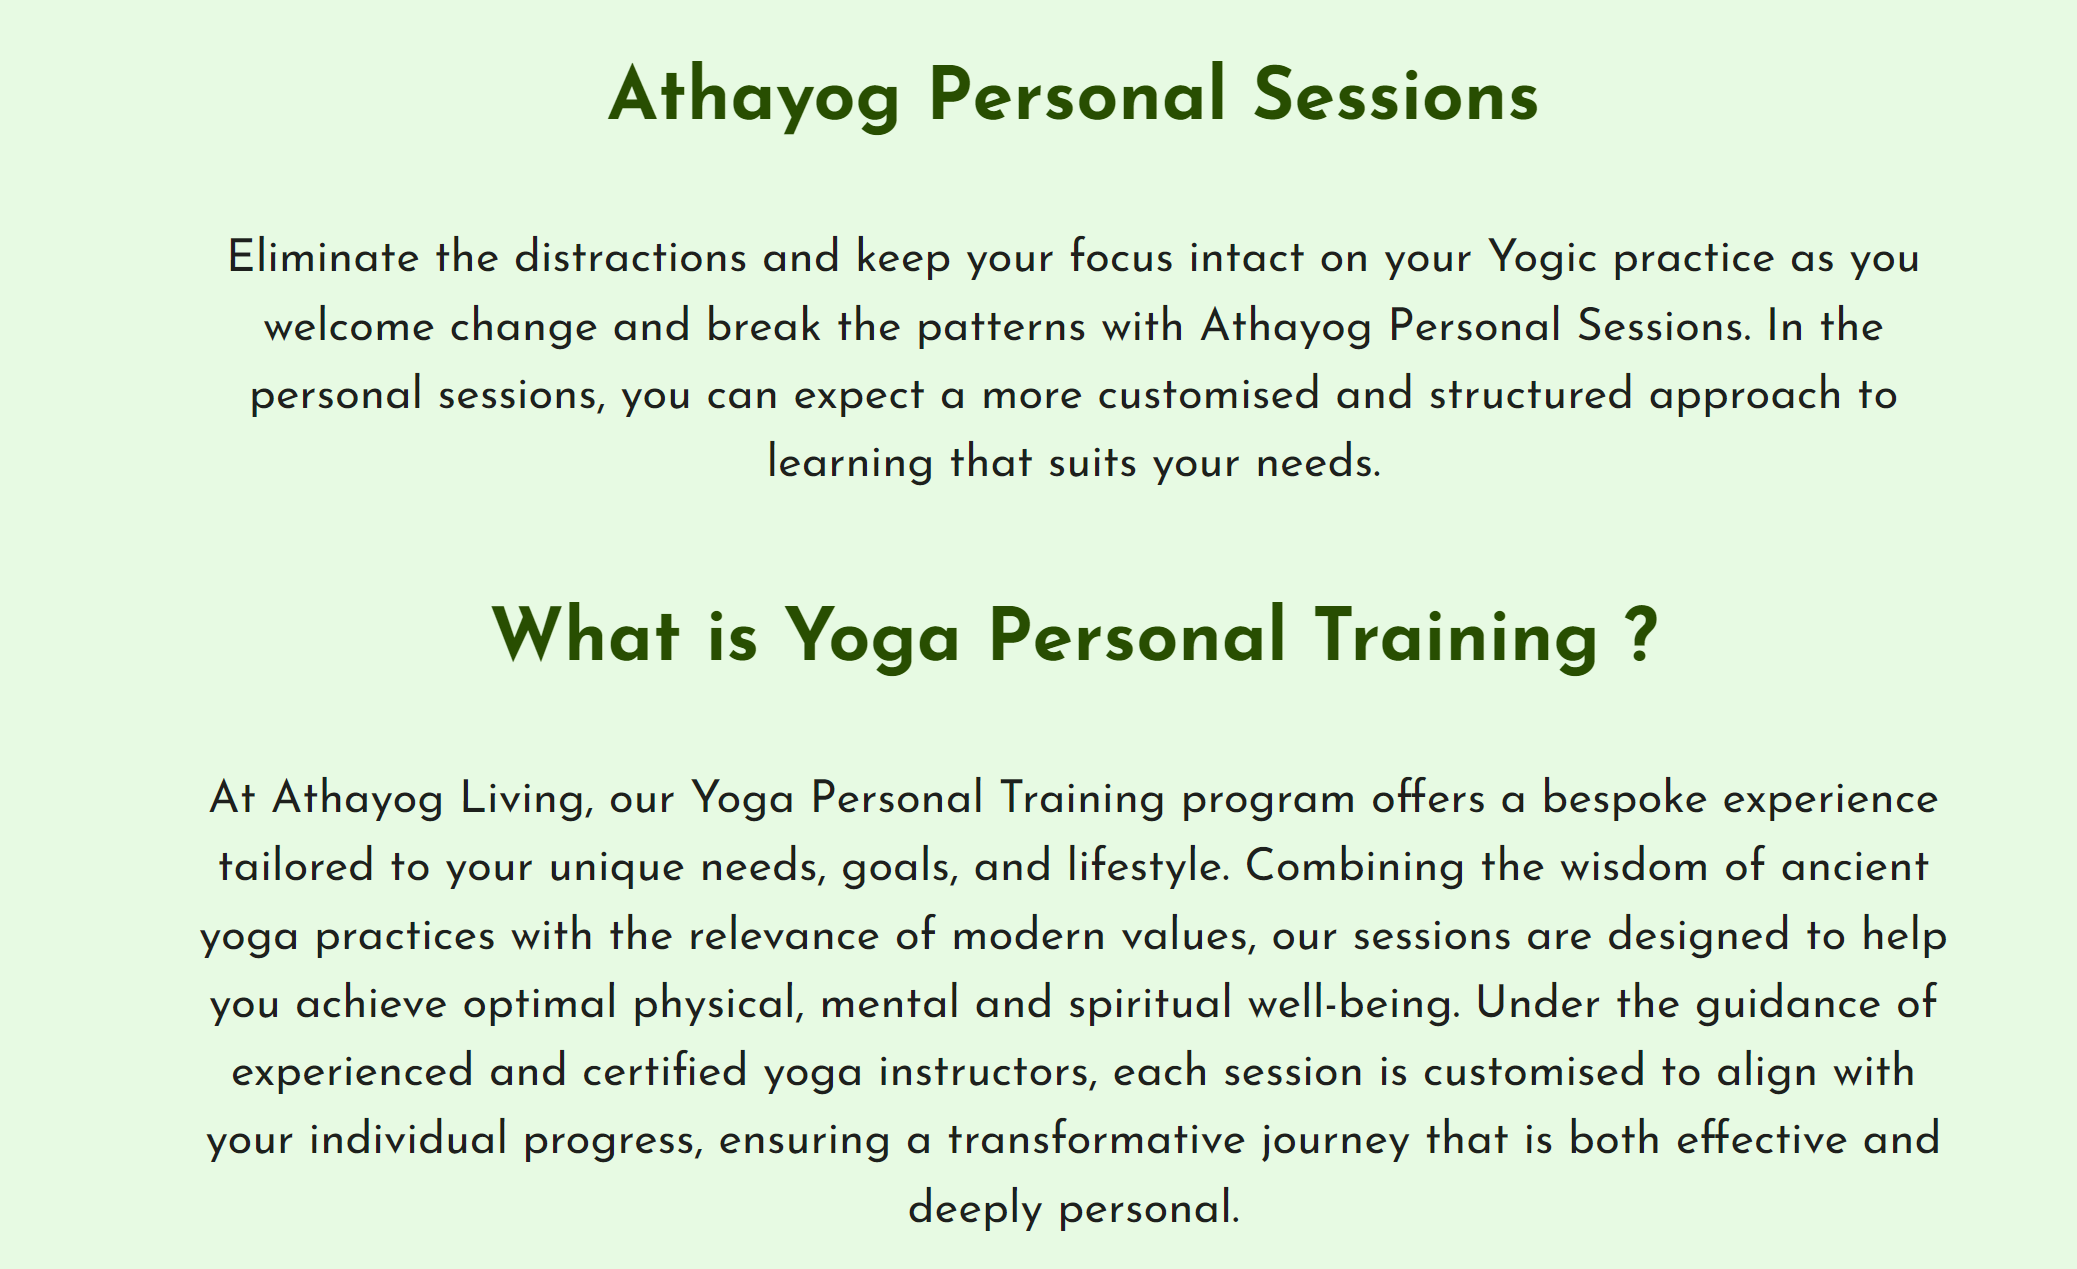 Athayog Personal Sessions
Eliminate the distractions and keep your focus intact on your Yogic practice as you
welcome change and break the patterns with Athayog Personal Sessions. In the
personal sessions, you can expect a more customised and structured approach to
learning that suits your needs.
What is Yoga Personal Training ?
At Athayog Living, our Yoga Personal Training program offers a bespoke experience
tailored to your unique needs, goals, and lifestyle. Combining the wisdom of ancient
yoga practices with the relevance of modern values, our sessions are designed to help
you achieve optimal physical, mental and spiritual well-being. Under the guidance of
experienced and certified yoga instructors, each session is customised to align with
your individual progress, ensuring a transformative journey that is both effective and
deeply personal.